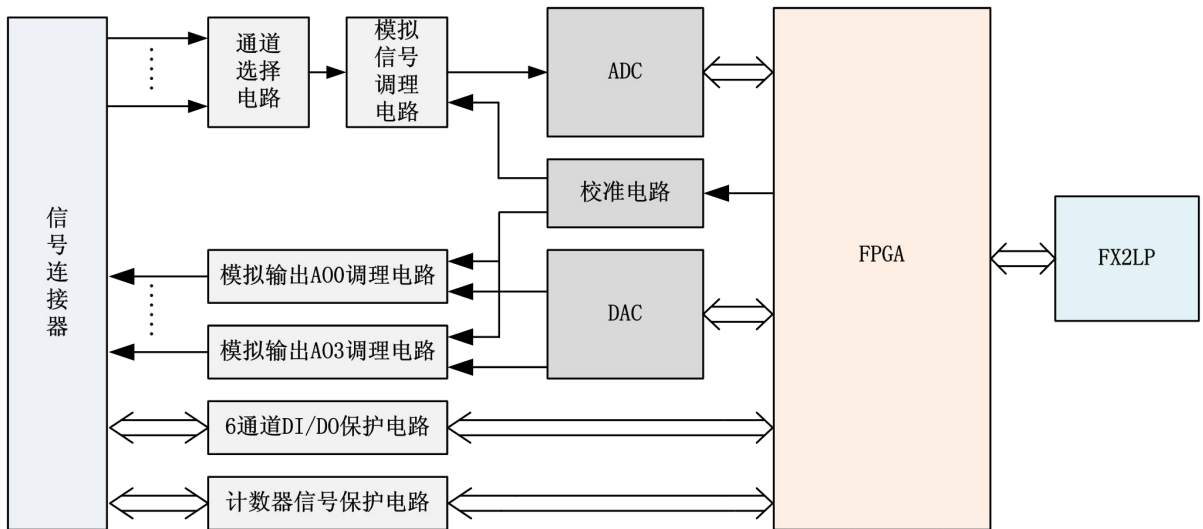 信
号
连
接
器
通道
选择
电路
模拟
信号
调理
电路
ADC
校准电路
模拟输出AO0调理电路
模拟输出AO3调理电路
DAC
6通道DI/DO保护电路
计数器信号保护电路
FPGA
FX2LP